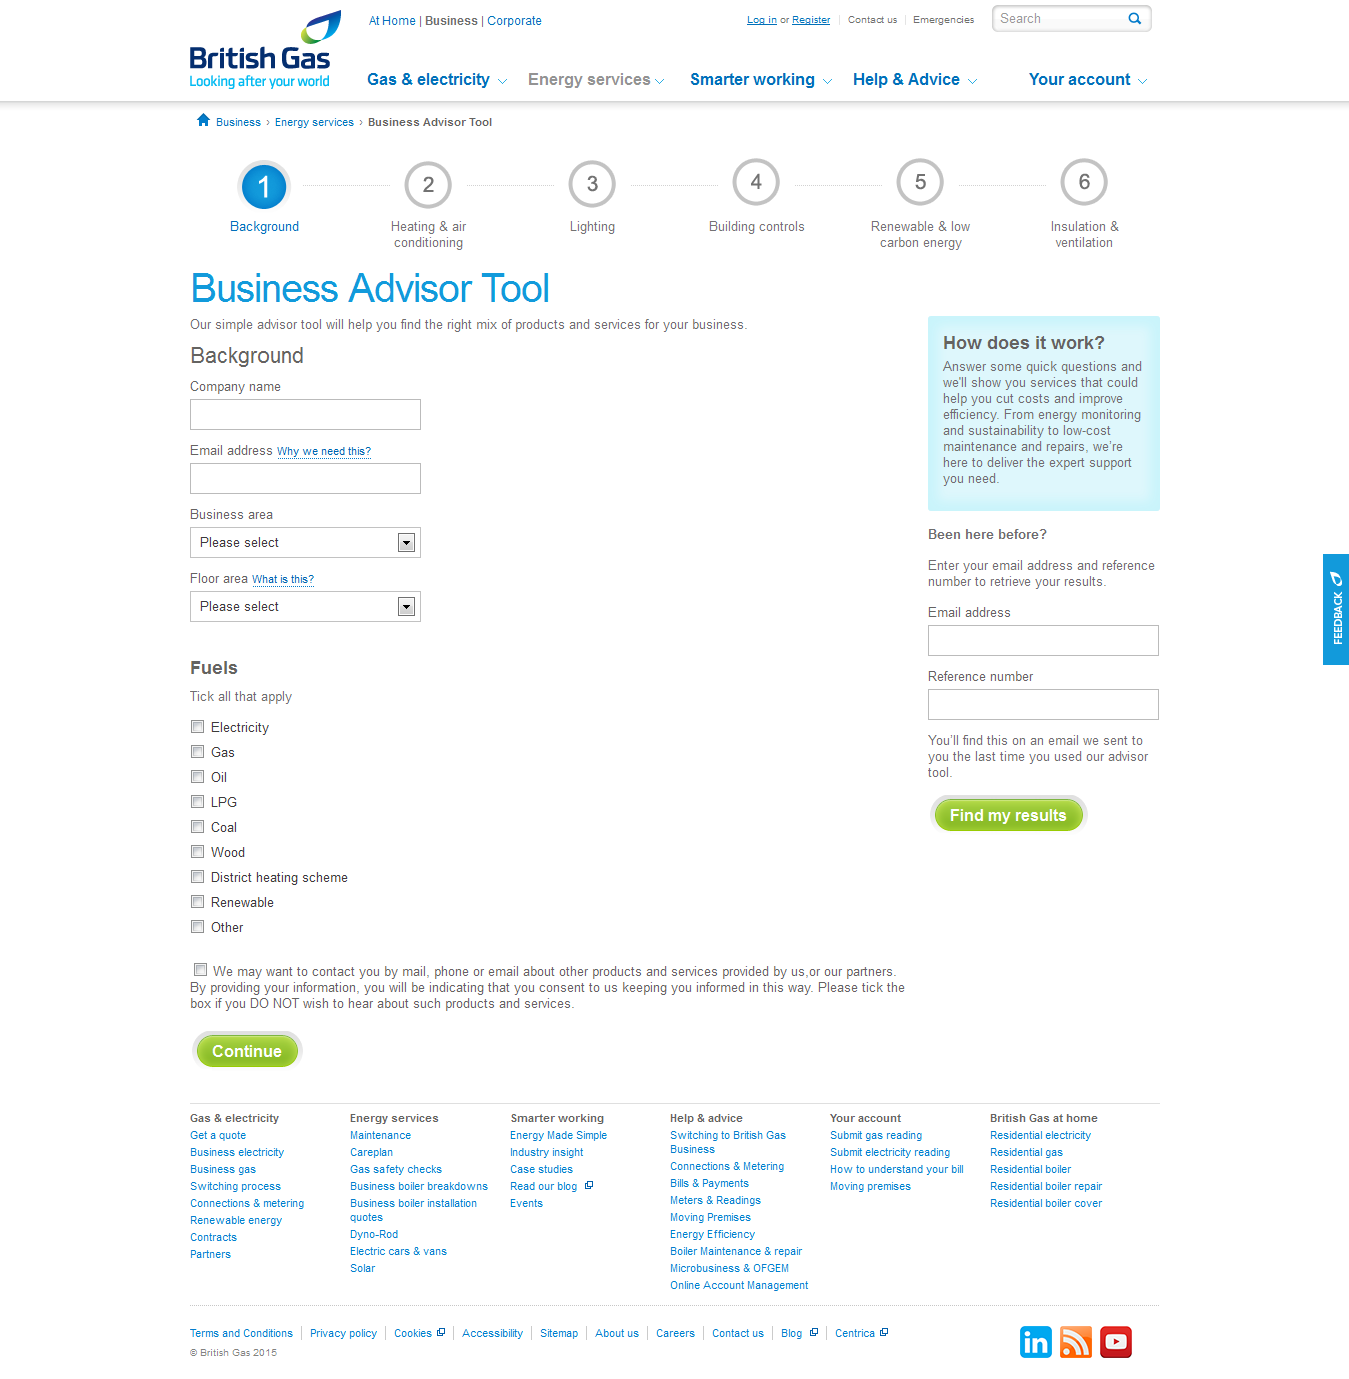 British Gas
Looking after your world
At Home | Business | Corporate
Log in or Register
Contact us
Emergencies
Search
Gas & electricity
Energy services
Smarter working
Help & Advice
Your account
Business › Energy services › Business Advisor Tool
1
2
3
4
5
6
Background
Heating & air
conditioning
Lighting
Building controls
Renewable & low
carbon energy
Insulation &
ventilation
Business Advisor Tool
Our simple advisor tool will help you find the right mix of products and services for your business.
Background
Company name
Email address Why we need this?
Business area
Please select
Floor area What is this?
Please select
Fuels
Tick all that apply
Electricity
Gas
Oil
LPG
Coal
Wood
District heating scheme
Renewable
Other
We may want to contact you by mail, phone or email about other products and services provided by us,or our partners.
By providing your information, you will be indicating that you consent to us keeping you informed in this way. Please tick the
box if you DO NOT wish to hear about such products and services.
Continue
How does it work?
Answer some quick questions and
we'll show you services that could
help you cut costs and improve
efficiency. From energy monitoring
and sustainability to low-cost
maintenance and repairs, we're
here to deliver the expert support
you need.
Been here before?
Enter your email address and reference
number to retrieve your results.
Email address
Reference number
You'll find this on an email we sent to
you the last time you used our advisor
tool.
Find my results
FEEDBACK
Gas & electricity
Get a quote
Business electricity
Business gas
Switching process
Connections & metering
Renewable energy
Contracts
Partners
Energy services
Maintenance
Careplan
Gas safety checks
Business boiler breakdowns
Business boiler installation
quotes
Dyno-Rod
Electric cars & vans
Solar
Smarter working
Energy Made Simple
Industry insight
Case studies
Read our blog
Events
Help & advice
Switching to British Gas
Business
Connections & Metering
Bills & Payments
Meters & Readings
Moving Premises
Energy Efficiency
Boiler Maintenance & repair
Microbusiness & OFGEM
Online Account Management
Your account
Submit gas reading
Submit electricity reading
How to understand your bill
Moving premises
British Gas at home
Residential electricity
Residential gas
Residential boiler
Residential boiler repair
Residential boiler cover
Terms and Conditions
Privacy policy
Cookies
Accessibility
Sitemap
About us
Careers
Contact us
Blog
Centrica
© British Gas 2015
in